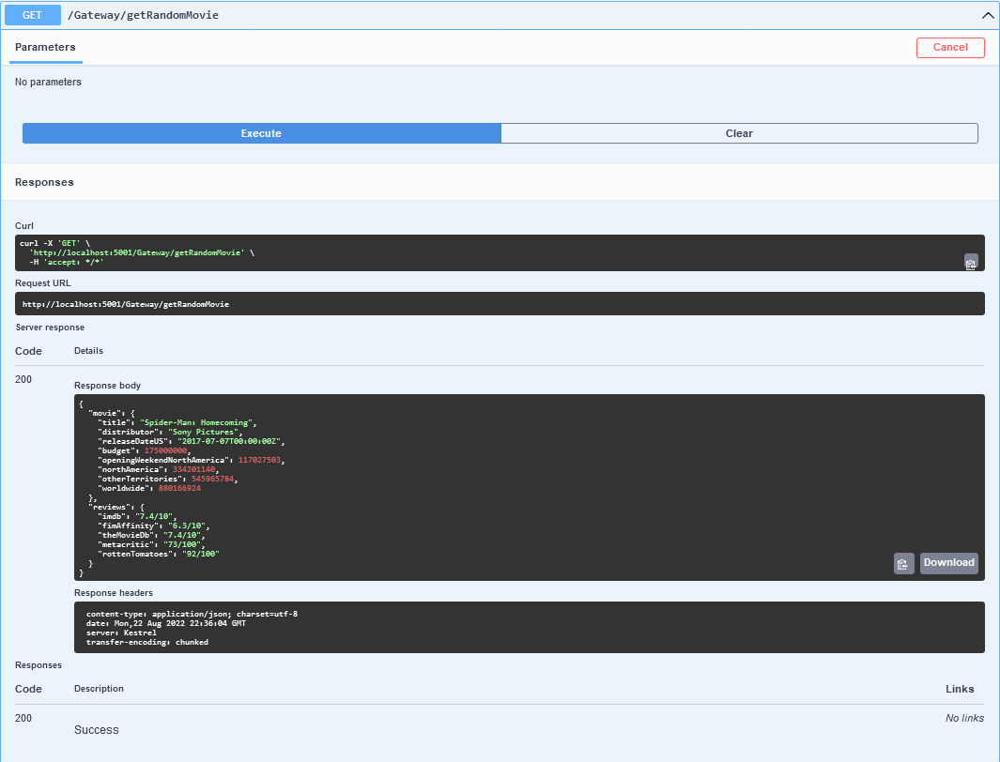 GET /Gateway/getRandomMovie
Parameters Cancel
No parameters
Execute Clear
Responses
Curl
curl -X 'GET' \
  'http://localhost:5001/Gateway/getRandomMovie' \
  -H 'accept: */*'
Request URL
http://localhost:5001/Gateway/getRandomMovie
Server response
Code Details
200
Response body
{
  "movie": {
    "title": "Spider-Man: Homecoming",
    "distributor": "Sony Pictures",
    "releaseDateUS": "2017-07-07T00:00:00Z",
    "budget": 175000000,
    "openingWeekendNorthAmerica": 117027503,
    "northAmerica": 334201140,
    "otherTerritories": 545965784,
    "worldwide": 880166924
  },
  "reviews": {
    "imdb": "7.4/10",
    "fimAffinity": "6.3/10",
    "theMovieDb": "7.4/10",
    "metacritic": "73/100",
    "rottenTomatoes": "92/100"
  }
}
Download
Response headers
content-type: application/json; charset=utf-8
date: Mon,22 Aug 2022 22:36:04 GMT
server: Kestrel
transfer-encoding: chunked
Responses
Code Description Links
200 No links
Success